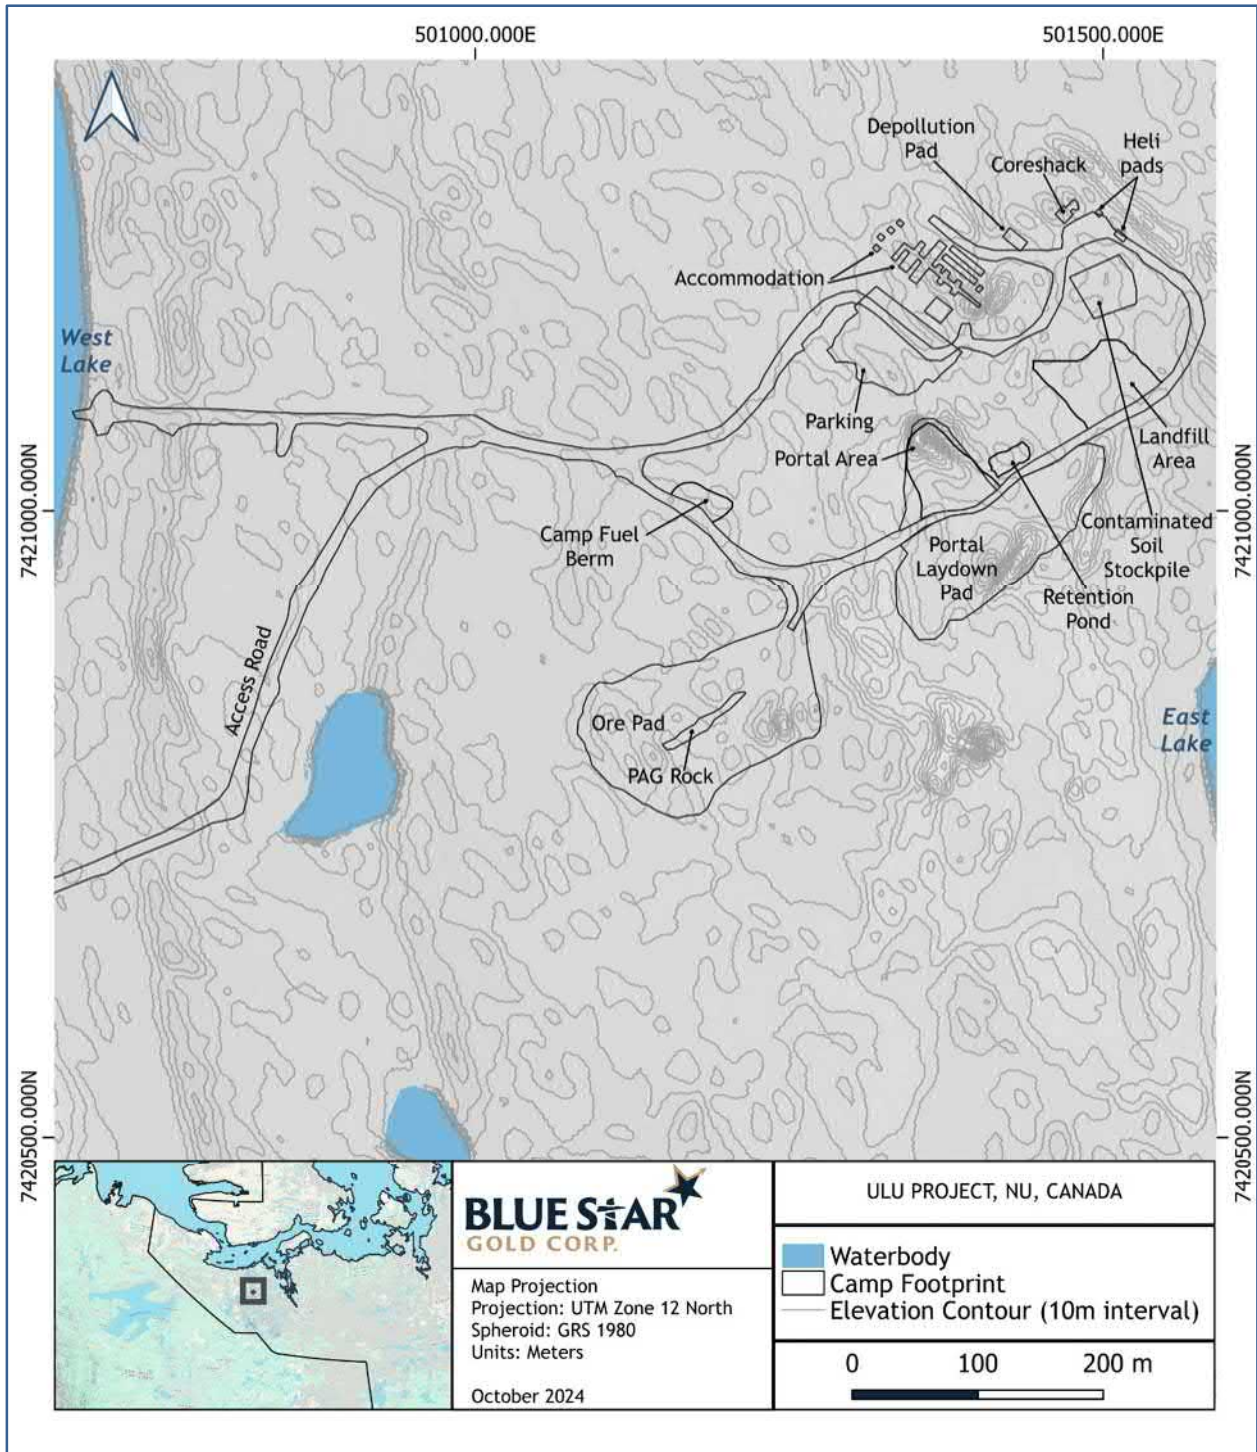 501000.000E
501500.000E
Depollution
Pad
Coreshack
Heli
pads
Accommodation
West
Lake
Parking
Portal Area
Landfill
Area
7421000.000N
7421000.000N
Camp Fuel
Berm
Portal
Laydown
Pad
Contaminated
Soil
Stockpile
Retention
Pond
Access Road
Ore Pad
PAG Rock
East
Lake
7420500.000N
7420500.000N
BLUE STAR
GOLD CORP.
Map Projection
Projection: UTM Zone 12 North
Spheroid: GRS 1980
Units: Meters
October 2024
ULU PROJECT, NU, CANADA
Waterbody
Camp Footprint
Elevation Contour (10m interval)
0 100 200 m